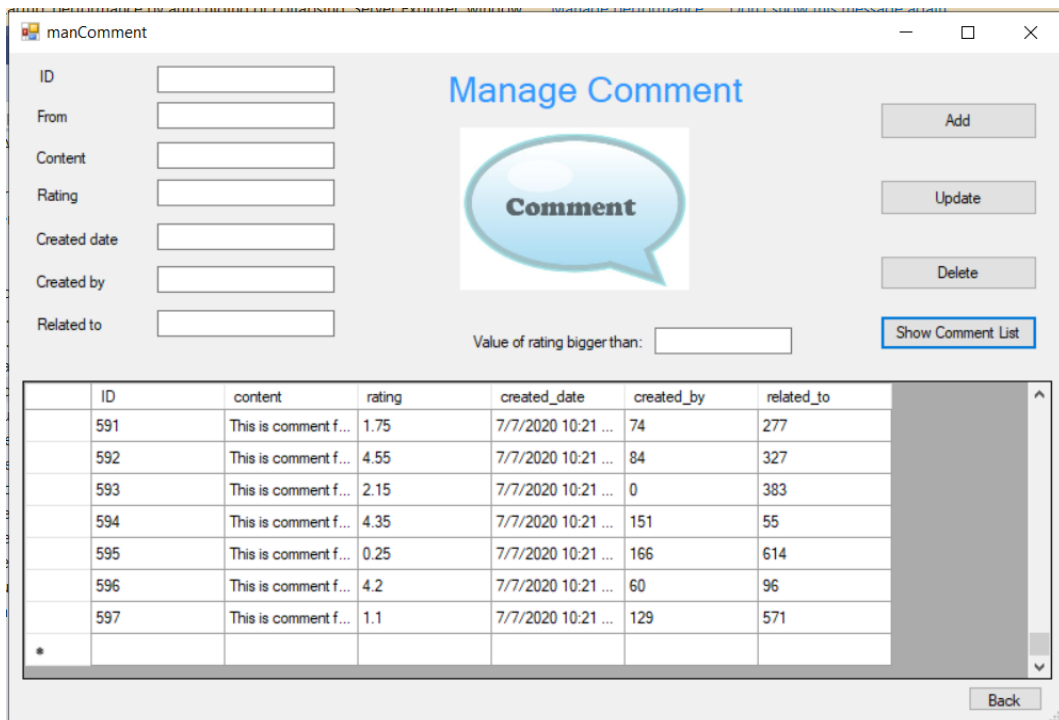 manComment
ID
From
Content
Rating
Created date
Created by
Related to
Manage Comment
Comment
Value of rating bigger than:
Add
Update
Delete
Show Comment List
ID content rating created_date created_by related_to
591 This is comment f... 1.75 7/7/2020 10:21 ... 74 277
592 This is comment f... 4.55 7/7/2020 10:21 ... 84 327
593 This is comment f... 2.15 7/7/2020 10:21 ... 0 383
594 This is comment f... 4.35 7/7/2020 10:21 ... 151 55
595 This is comment f... 0.25 7/7/2020 10:21 ... 166 614
596 This is comment f... 4.2 7/7/2020 10:21 ... 60 96
597 This is comment f... 1.1 7/7/2020 10:21 ... 129 571
Back